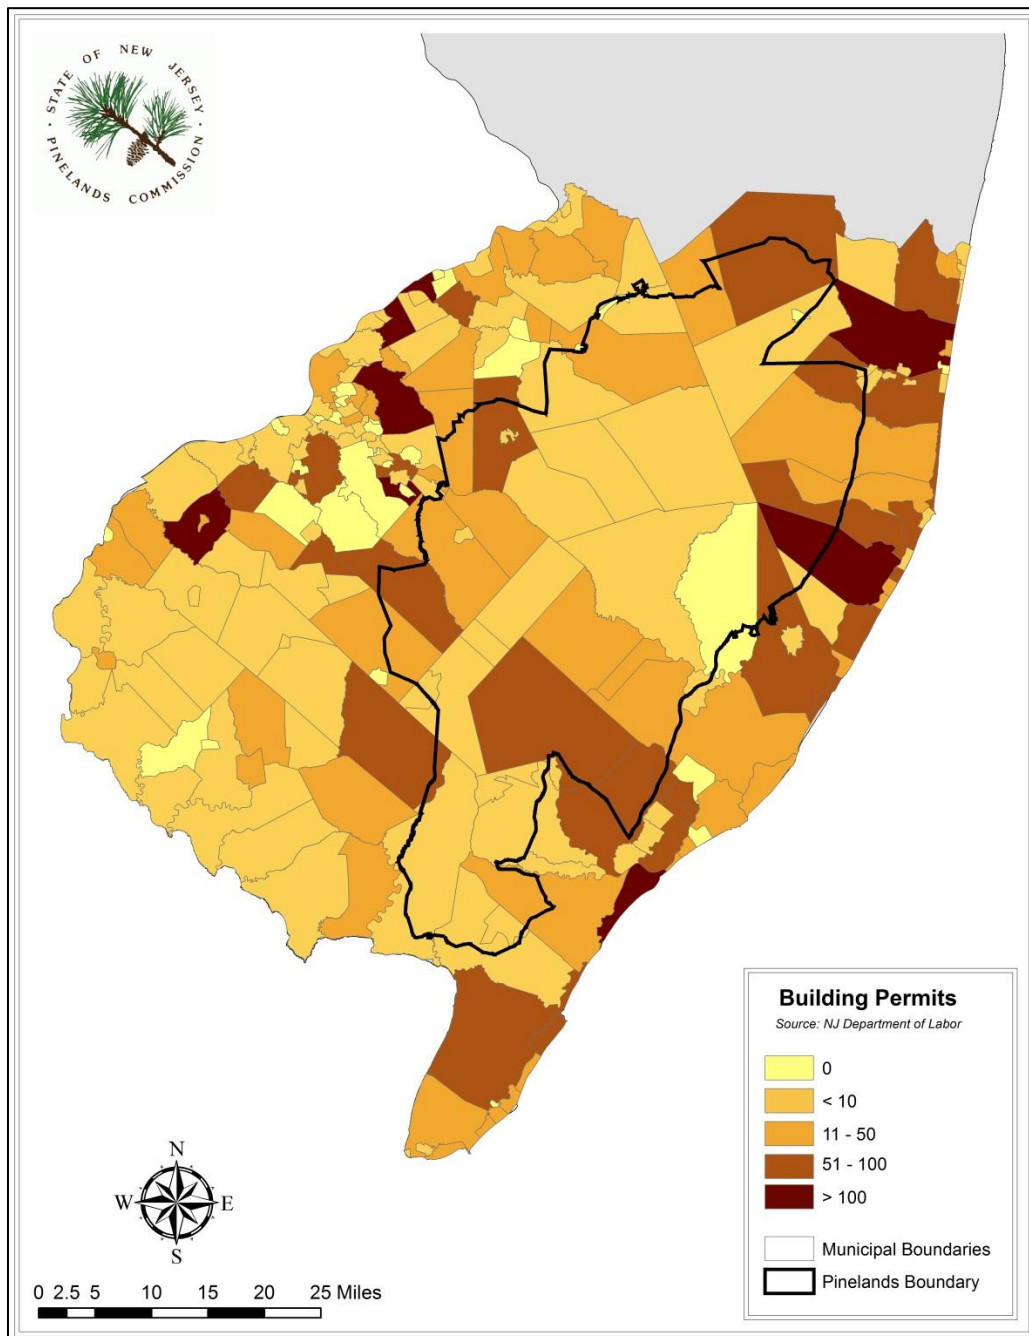 · STATE OF NEW JERSEY ·
PINELANDS COMMISSION
Building Permits
Source: NJ Department of Labor
0
< 10
11 - 50
51 - 100
> 100
Municipal Boundaries
Pinelands Boundary
N
W E
S
0 2.5 5 10 15 20 25 Miles